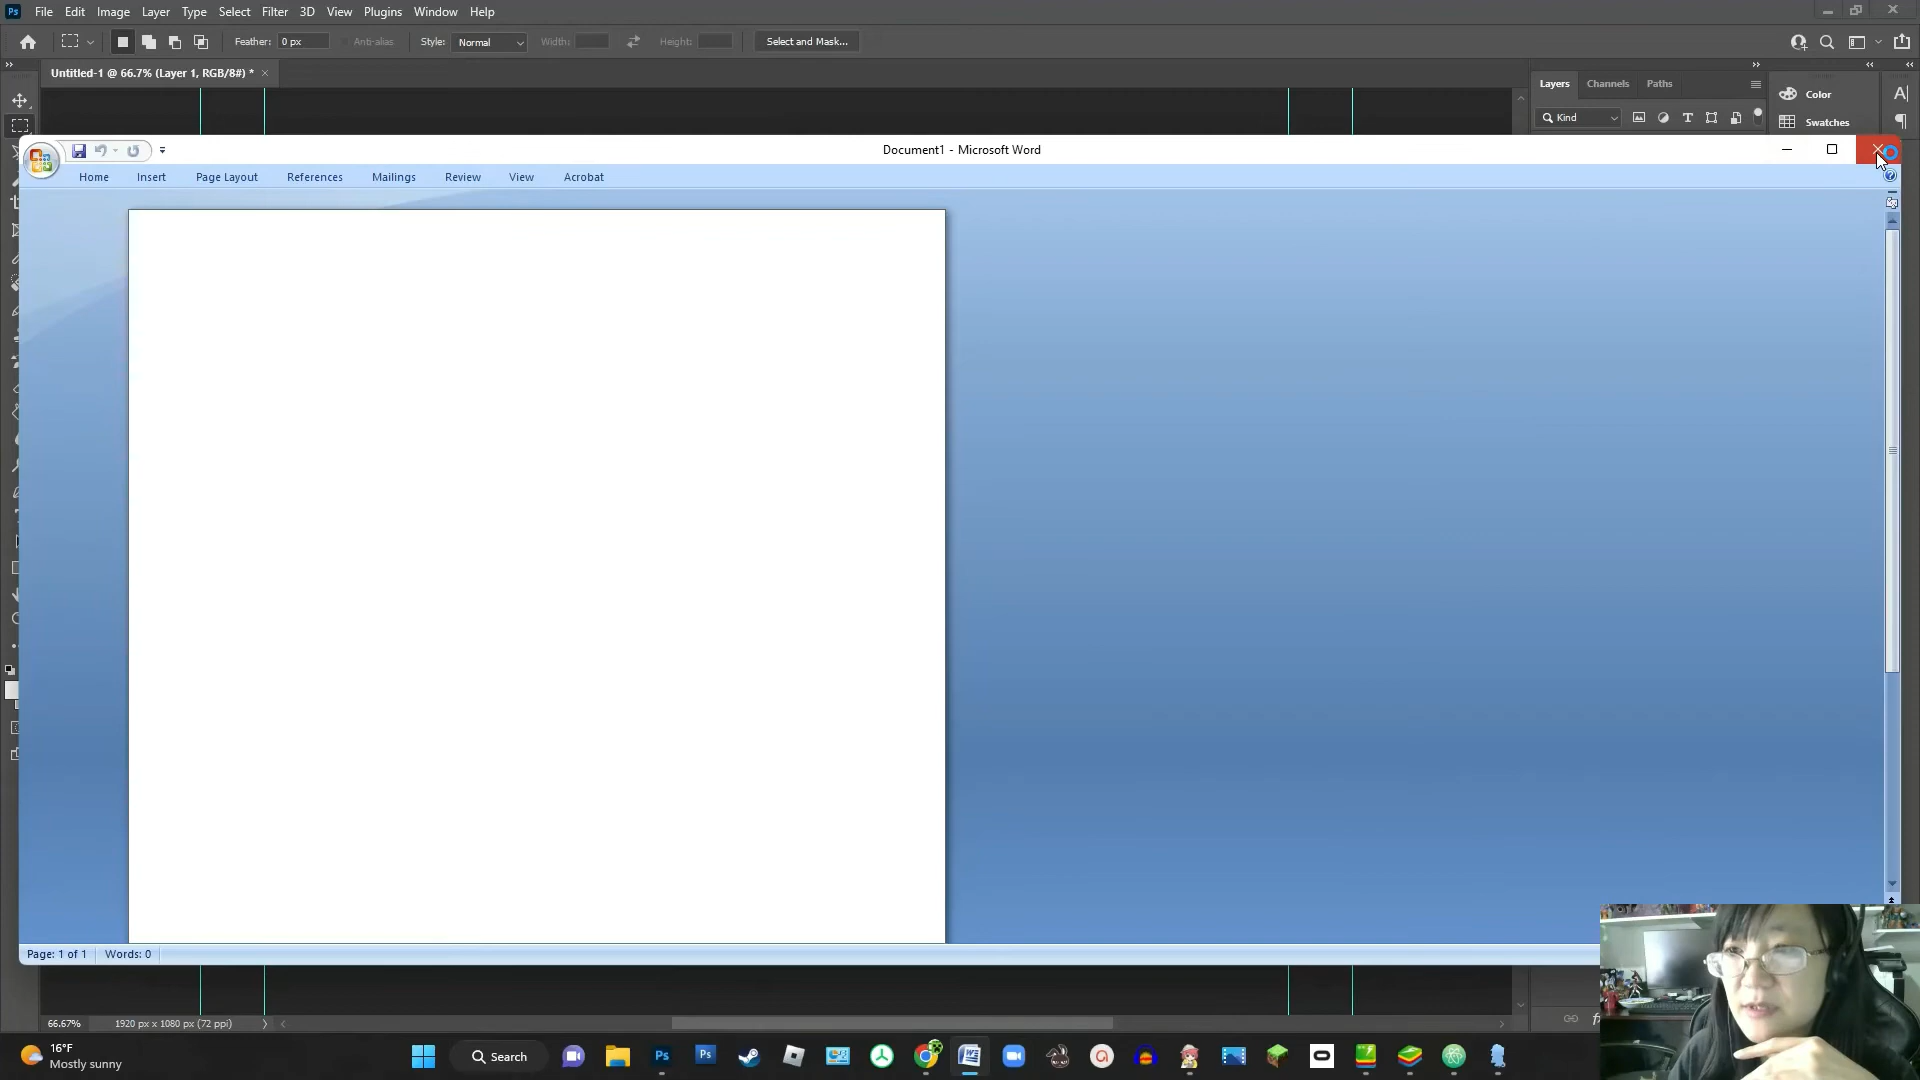 Ps File Edit Image Layer Type Select Filter 3D View Plugins Window Help
Feather: 0 px Anti-alias Style: Normal Width: Height: Select and Mask...
Untitled-1 @ 66.7% (Layer 1, RGB/8#) * ×
Layers Channels Paths
Color
Kind
Swatches
Document1 - Microsoft Word
Home Insert Page Layout References Mailings Review View Acrobat
Page: 1 of 1 Words: 0
66.67% 1920 px x 1080 px (72 ppi)
16°F
Mostly sunny
Search
Ps
Ps